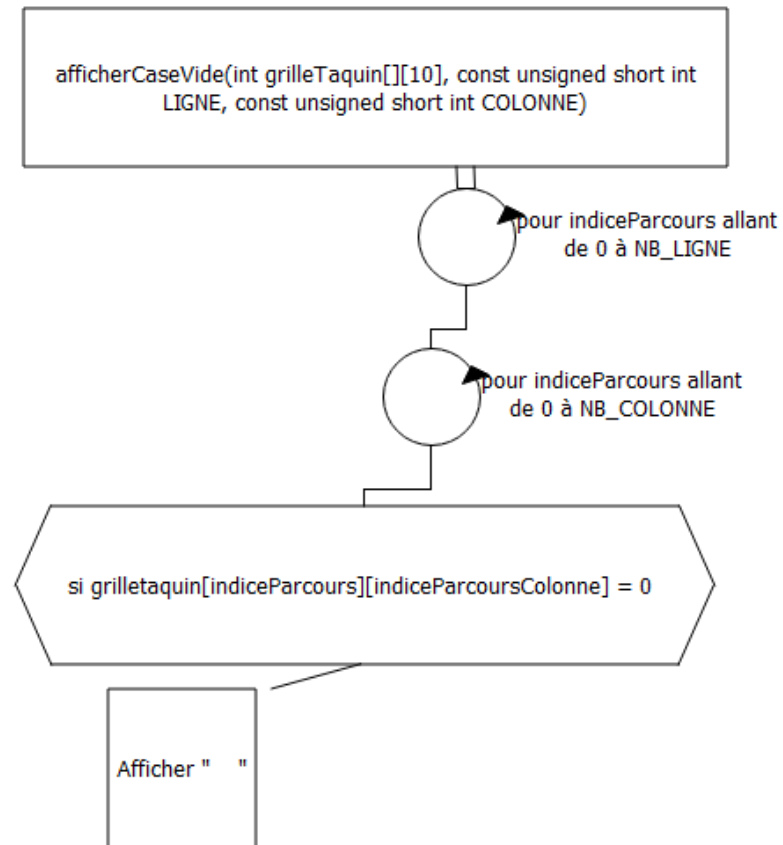 afficherCaseVide(int grilleTaquin[][10], const unsigned short int
LIGNE, const unsigned short int COLONNE)
pour indiceParcours allant
de 0 à NB_LIGNE
pour indiceParcours allant
de 0 à NB_COLONNE
si grilletaquin[indiceParcours][indiceParcoursColonne] = 0
Afficher "    "